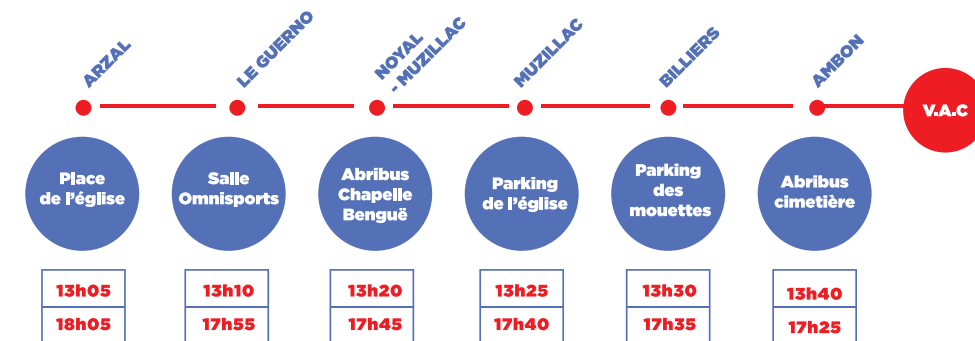 ARZAL
LE GUERNO
NOYAL
- MUZILLAC
MUZILLAC
BILLIERS
AMBON
V.A.C
Place
de l'église
Salle
Omnisports
Abribus
Chapelle
Benguë
Parking
de l'église
Parking
des
mouettes
Abribus
cimetière
13h05
13h10
13h20
13h25
13h30
13h40
18h05
17h55
17h45
17h40
17h35
17h25